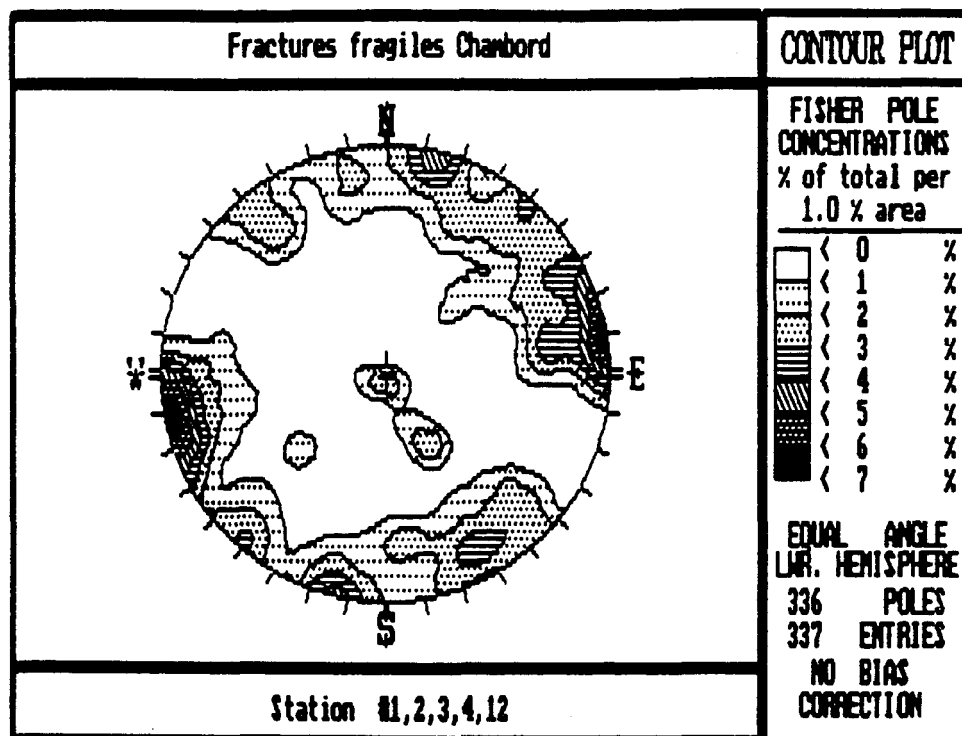 Fractures fragiles Chambord
CONTOUR PLOT
N
W
E
S
FISHER POLE
CONCENTRATIONS
% of total per
1.0 % area
< 0 %
< 1 %
< 2 %
< 3 %
< 4 %
< 5 %
< 6 %
< 7 %
EQUAL ANGLE
LWR. HEMISPHERE
336 POLES
337 ENTRIES
NO BIAS
CORRECTION
Station #1,2,3,4,12